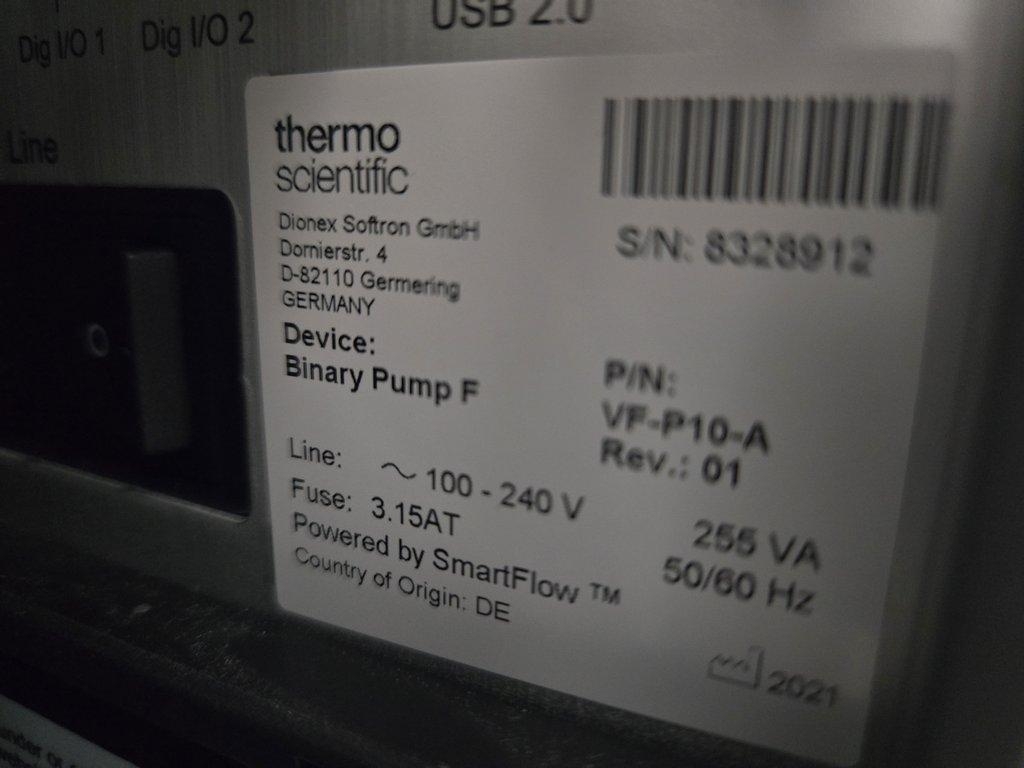 Dig I/O 1
Dig I/O 2
USB 2.0
Line
thermo
scientific
Dionex Softron GmbH
Dornierstr. 4
D-82110 Germering
GERMANY
Device:
Binary Pump F
S/N: 8328912
P/N:
VF-P10-A
Rev.: 01
Line: ~ 100 - 240 V
255 VA
Fuse: 3.15AT
50/60 Hz
Powered by SmartFlow ™
Country of Origin: DE
2021